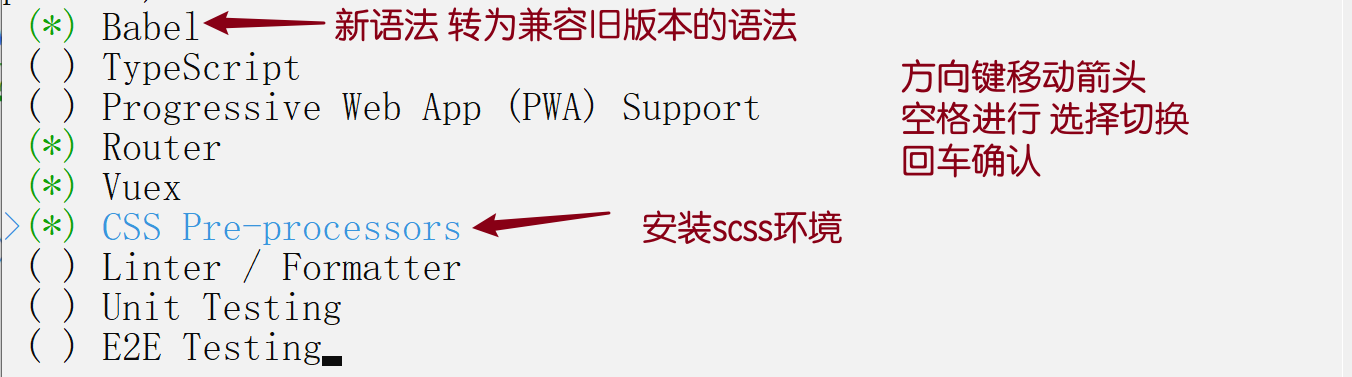 (*) Babel 新语法 转为兼容旧版本的语法
( ) TypeScript
方向键移动箭头
( ) Progressive Web App (PWA) Support
空格进行 选择切换
(*) Router
回车确认
(*) Vuex
>(*) CSS Pre-processors 安装scss环境
( ) Linter / Formatter
( ) Unit Testing
( ) E2E Testing